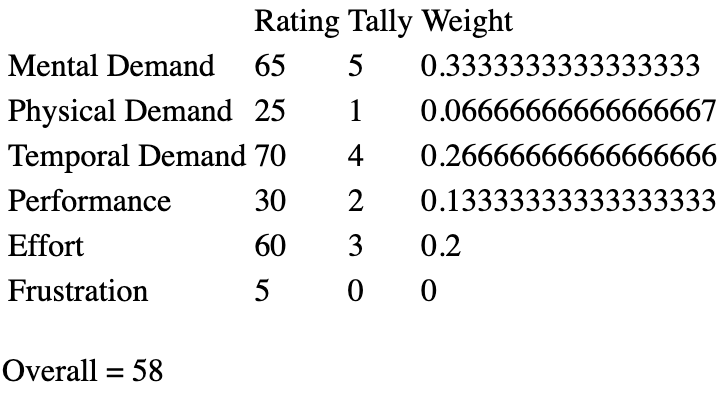 Rating Tally Weight
Mental Demand 65 5 0.3333333333333333
Physical Demand 25 1 0.06666666666666667
Temporal Demand 70 4 0.26666666666666666
Performance 30 2 0.13333333333333333
Effort 60 3 0.2
Frustration 5 0 0
Overall = 58